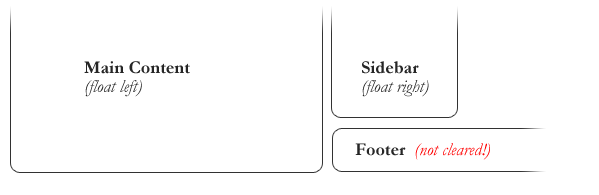 Main Content
(float left)
Sidebar
(float right)
Footer (not cleared!)